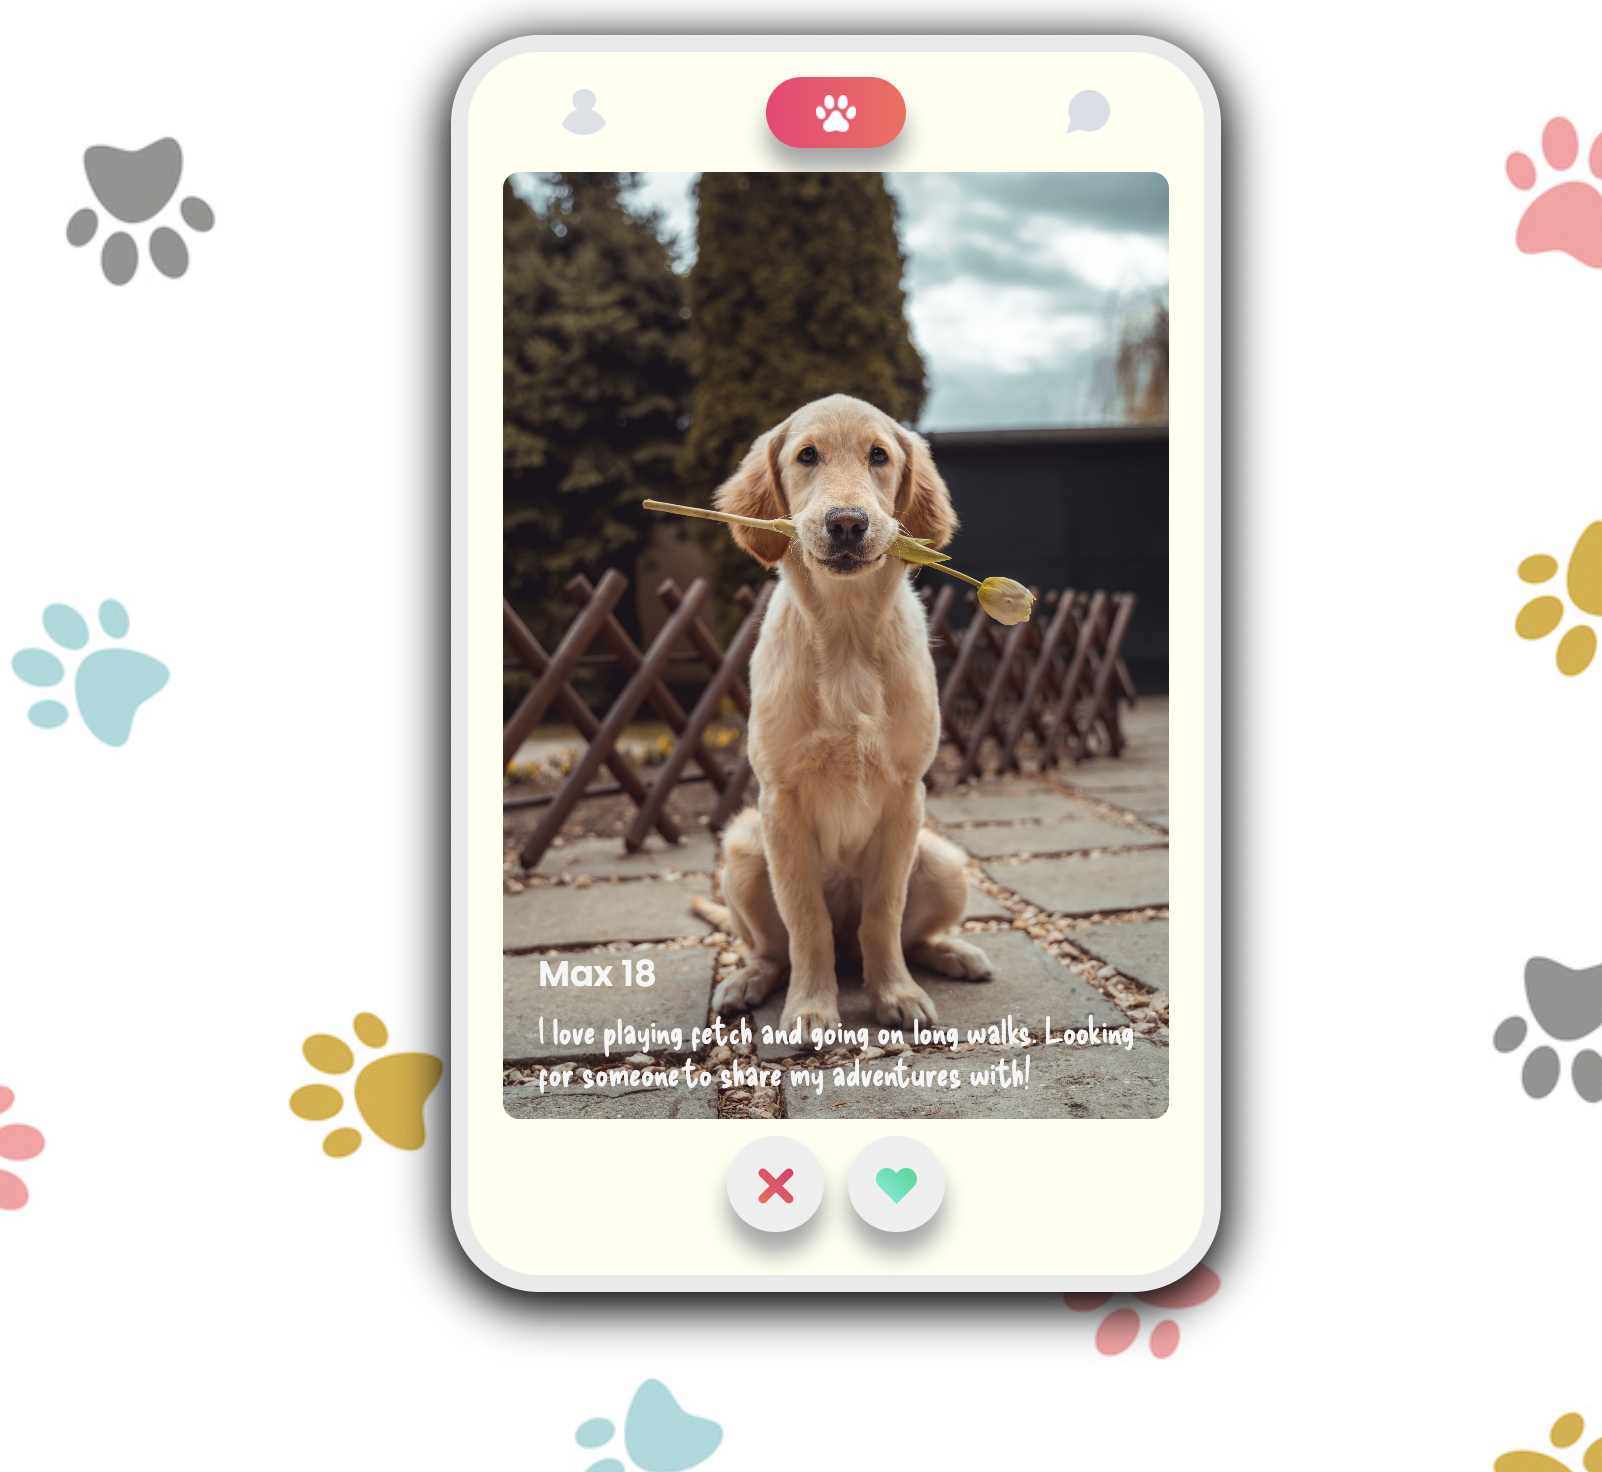 Max 18
I love playing fetch and going on long walks. Looking
for someone to share my adventures with!